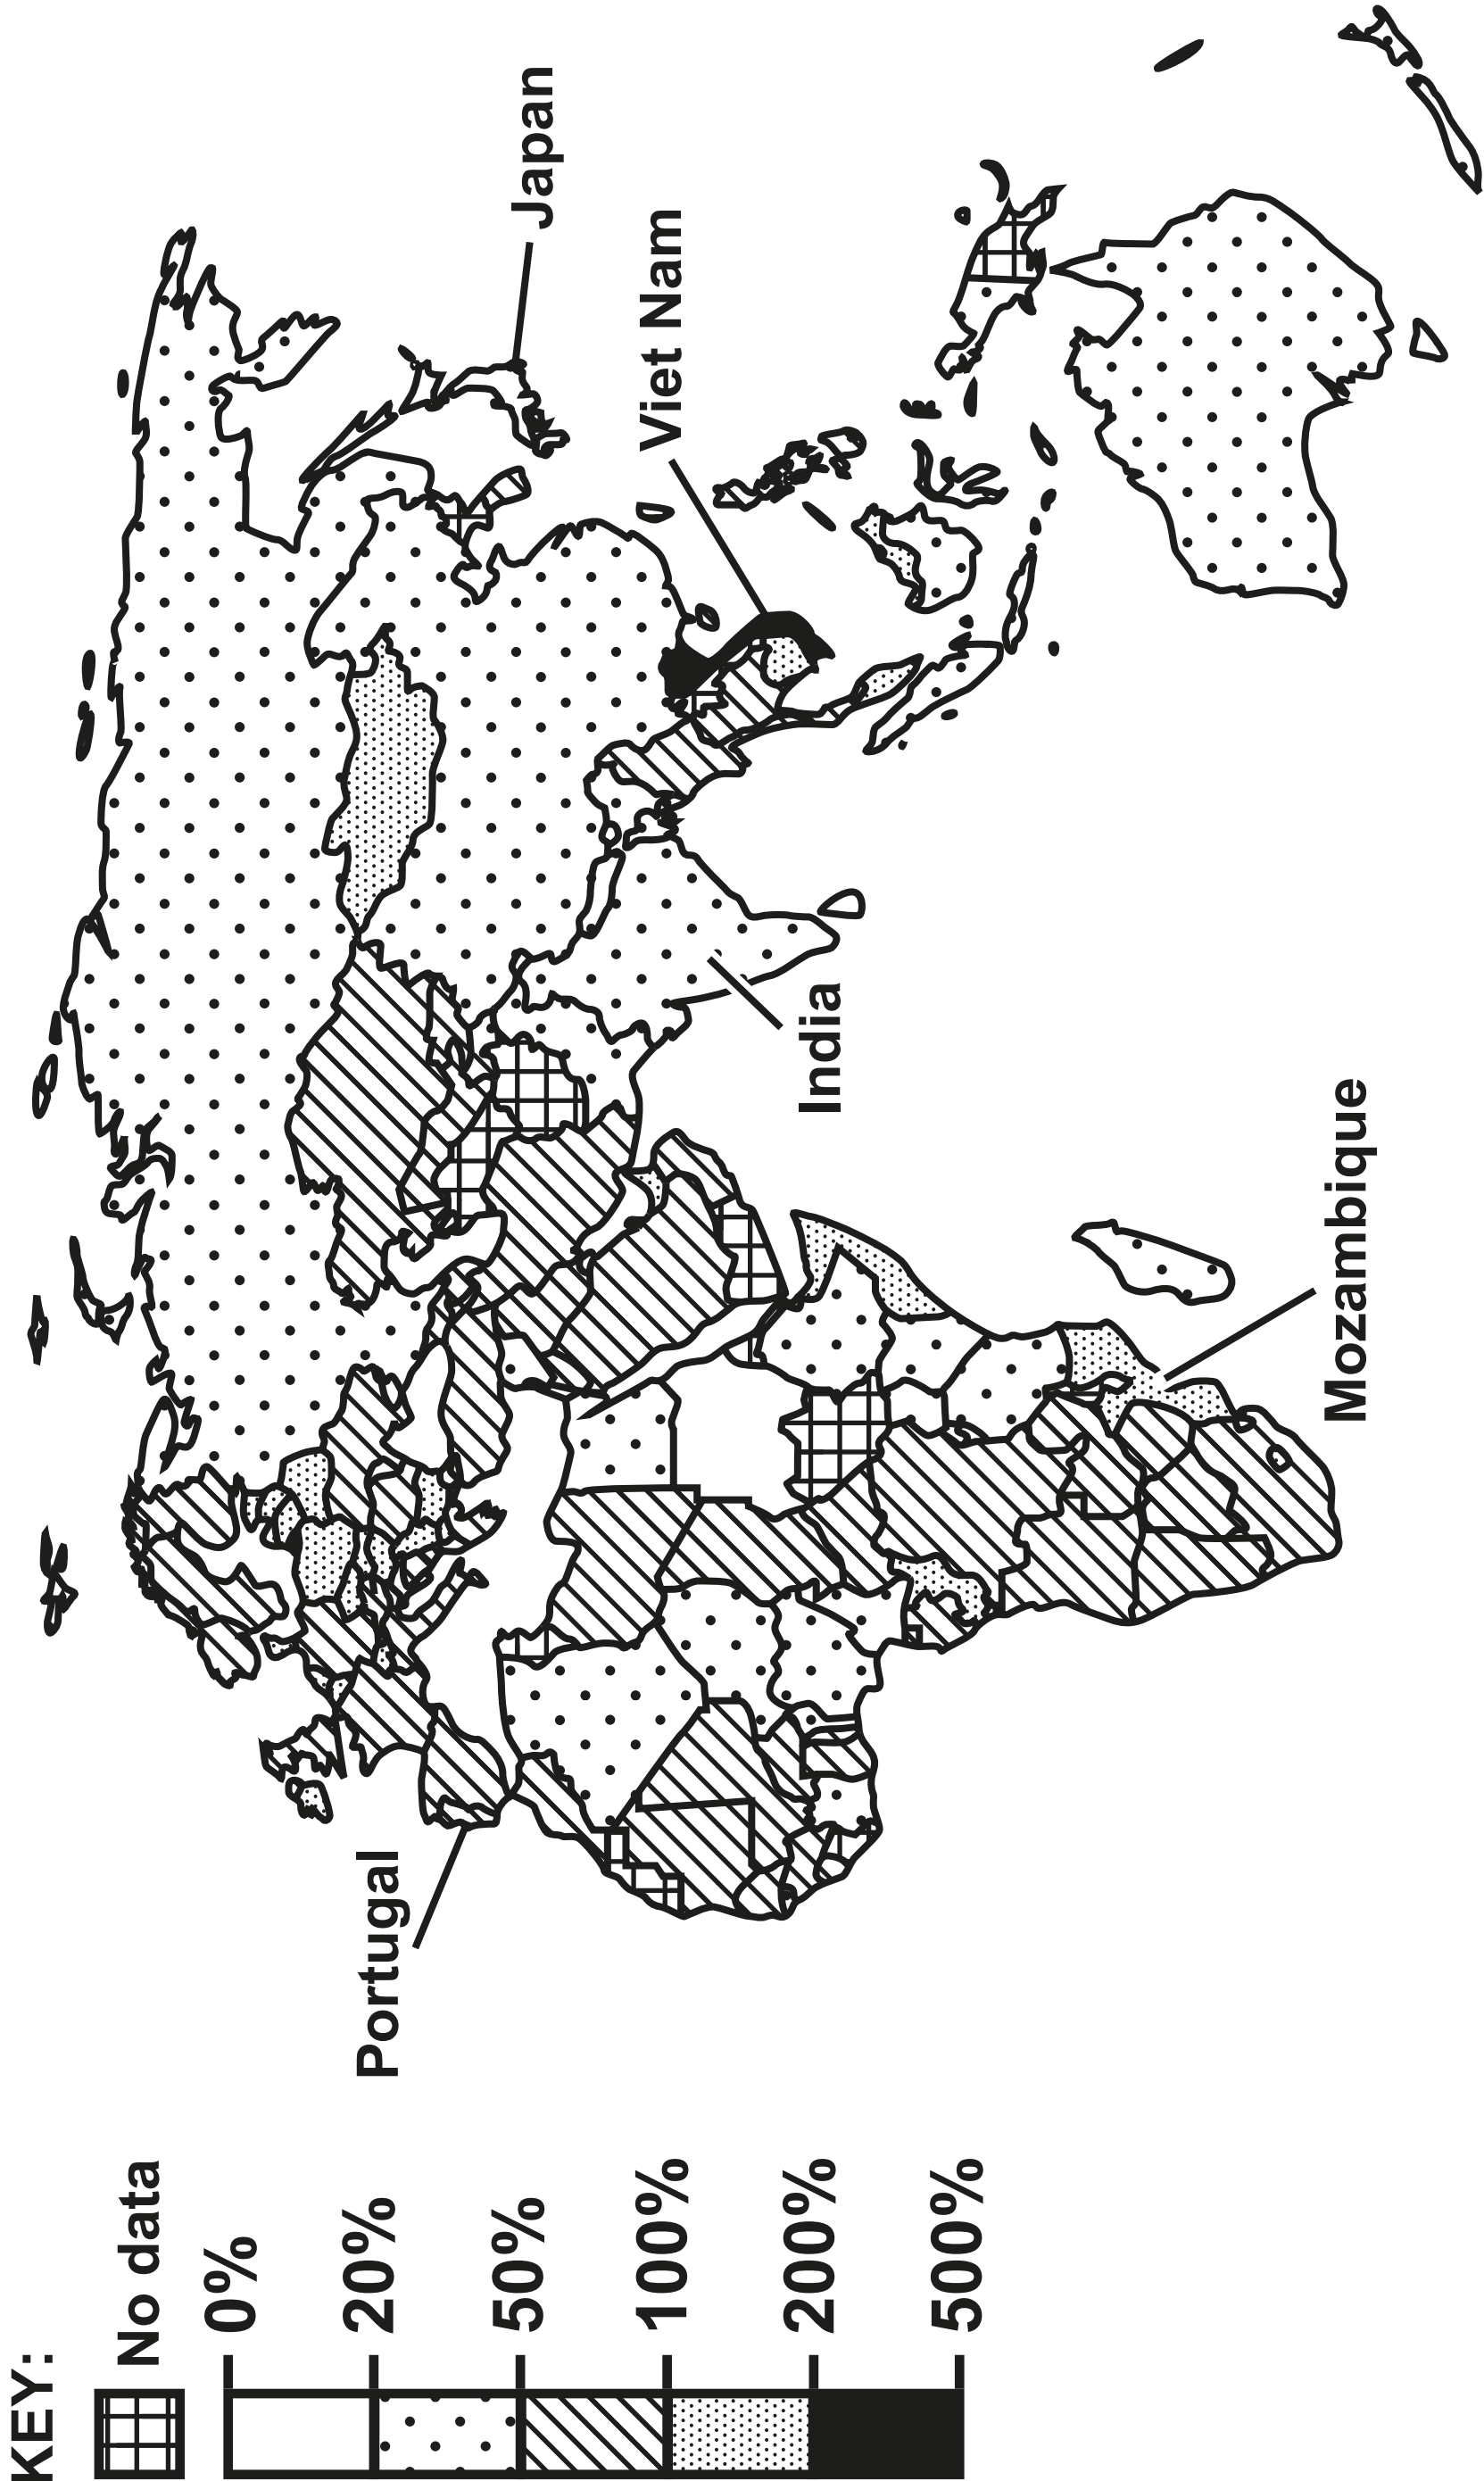 KEY:
No data
0%
20%
50%
100%
200%
500%
Portugal
India
Mozambique
Viet Nam
Japan